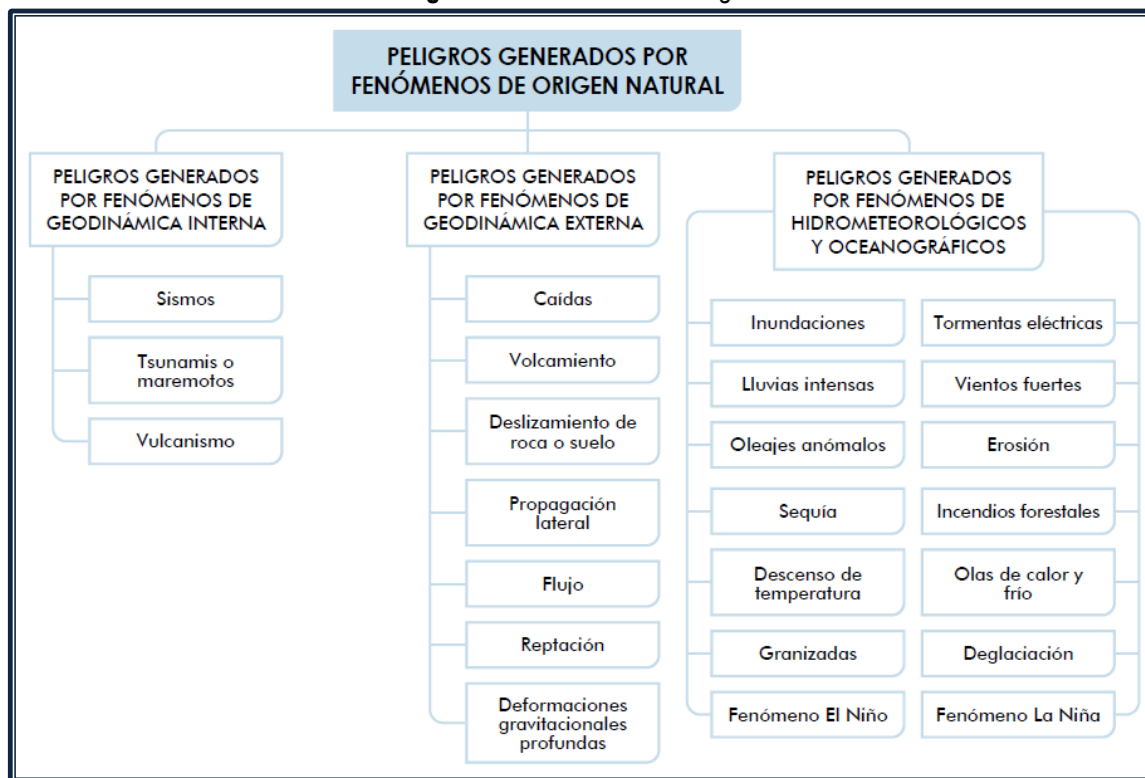 PELIGROS GENERADOS POR
FENÓMENOS DE ORIGEN NATURAL
PELIGROS GENERADOS
POR FENÓMENOS DE
GEODINÁMICA INTERNA
Sismos
Tsunamis o
maremotos
Vulcanismo
PELIGROS GENERADOS
POR FENÓMENOS DE
GEODINÁMICA EXTERNA
Caídas
Volcamiento
Deslizamiento de
roca o suelo
Propagación
lateral
Flujo
Reptación
Deformaciones
gravitacionales
profundas
PELIGROS GENERADOS
POR FENÓMENOS DE
HIDROMETEOROLÓGICOS
Y OCEANOGRÁFICOS
Inundaciones
Lluvias intensas
Oleajes anómalos
Sequía
Descenso de
temperatura
Granizadas
Fenómeno El Niño
Tormentas eléctricas
Vientos fuertes
Erosión
Incendios forestales
Olas de calor y
frío
Deglaciación
Fenómeno La Niña